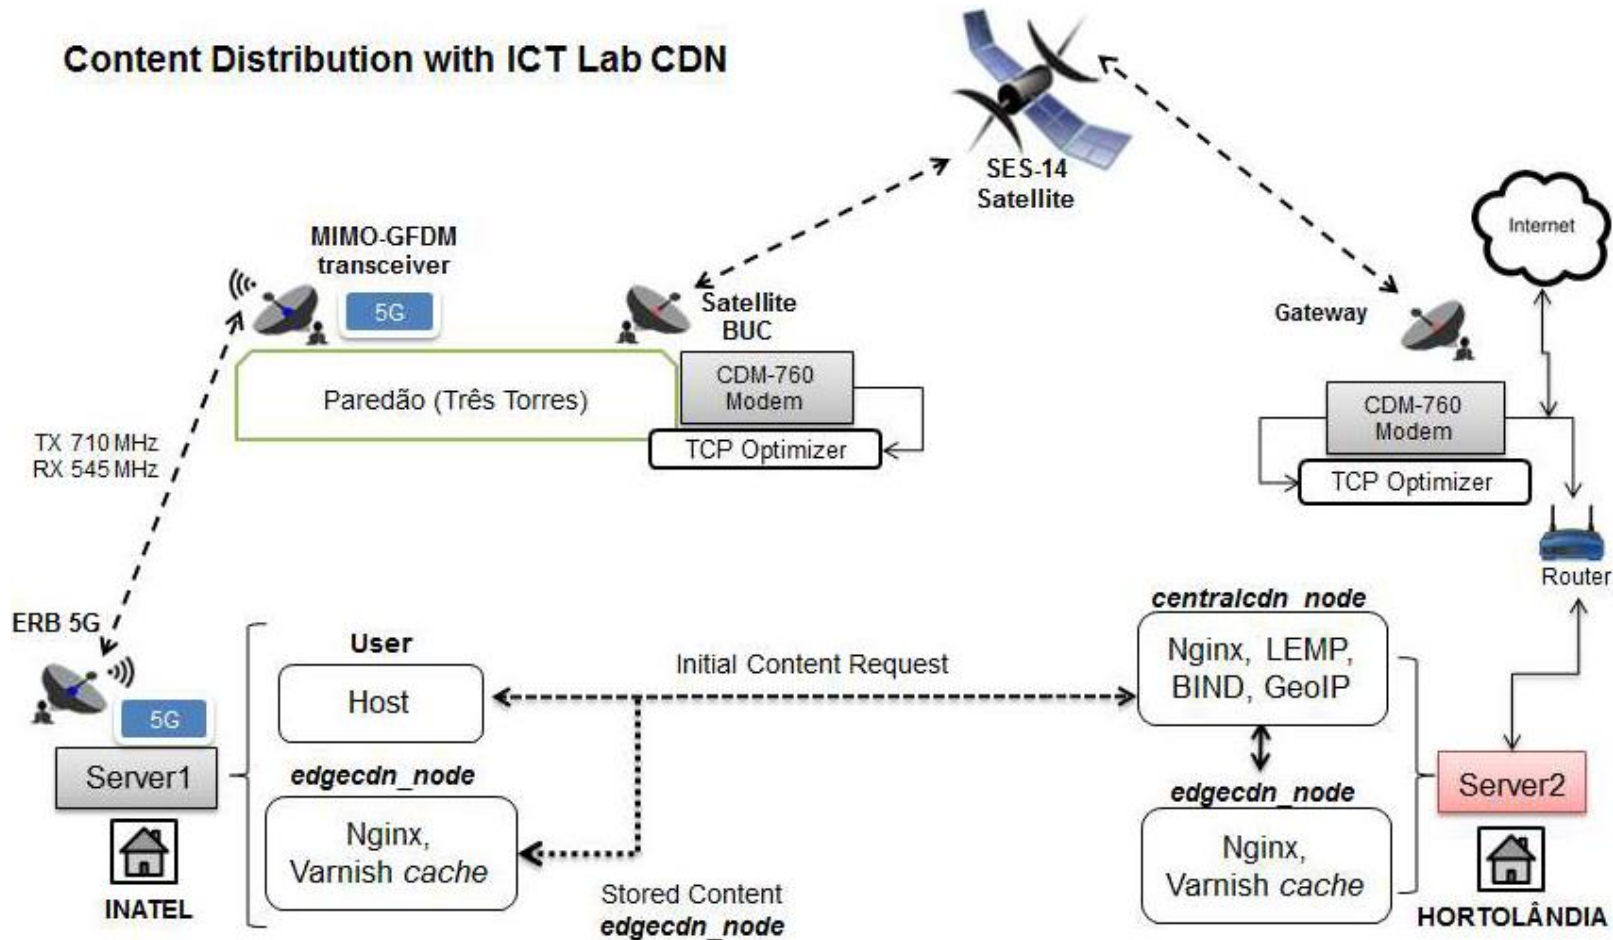 Content Distribution with ICT Lab CDN
SES-14
Satellite
Internet
MIMO-GFDM
transceiver
5G
Satellite
BUC
Gateway
CDM-760
Modem
Paredão (Três Torres)
TCP Optimizer
CDM-760
Modem
TCP Optimizer
TX 710 MHz
RX 545 MHz
Router
ERB 5G
5G
Server1
INATEL
User
Host
edgecdn_node
Nginx,
Varnish cache
Initial Content Request
Stored Content
edgecdn_node
centralcdn_node
Nginx, LEMP,
BIND, GeoIP
edgecdn_node
Nginx,
Varnish cache
Server2
HORTOLÂNDIA